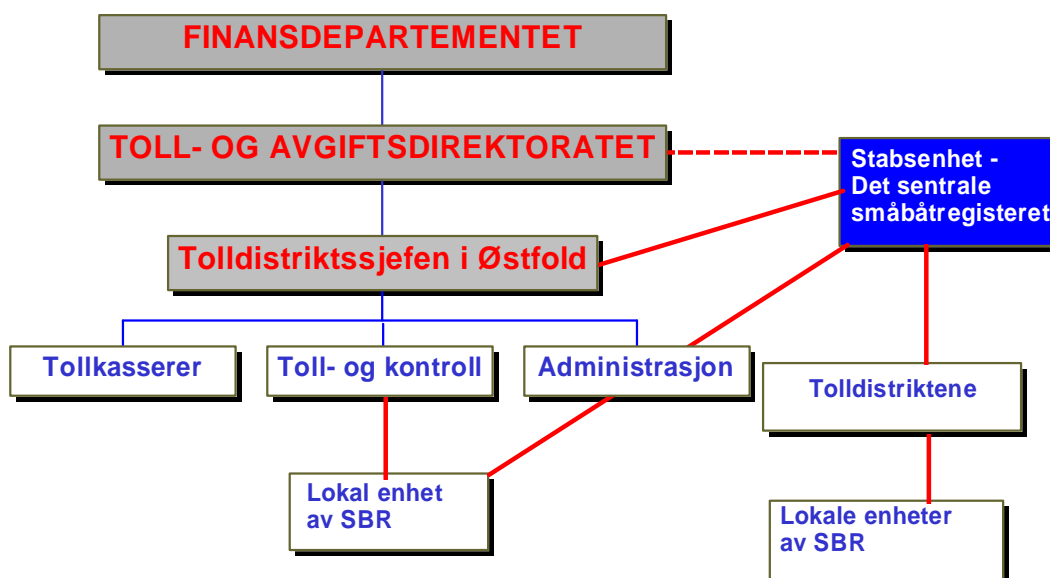 FINANSDEPARTEMENTET
TOLL- OG AVGIFTSDIREKTORATET
Stabsenhet -
Det sentrale
småbåtregisteret
Tolldistriktssjefen i Østfold
Tollkasserer
Toll- og kontroll
Administrasjon
Tolldistriktene
Lokal enhet
av SBR
Lokale enheter
av SBR